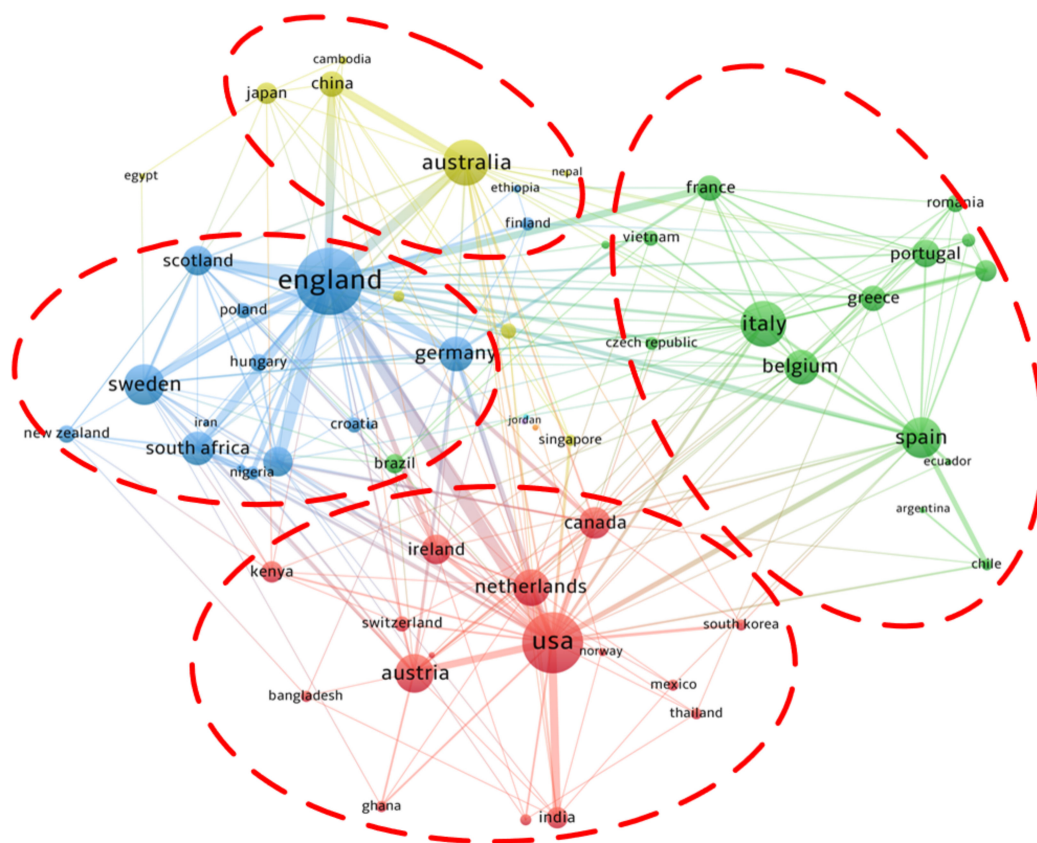 cambodia
china
japan
australia
egypt
nepal
ethiopia
france
romania
finland
vietnam
scotland
portugal
england
greece
poland
italy
czech republic
germany
hungary
belgium
sweden
iran
croatia
jordan
new zealand
singapore
spain
south africa
brazil
ecuador
nigeria
argentina
canada
ireland
chile
kenya
netherlands
switzerland
south korea
usa
norway
austria
mexico
bangladesh
thailand
ghana
india